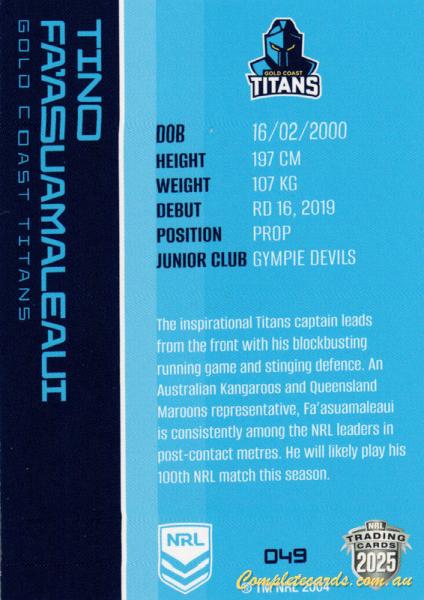 TINO
FA'ASUAMALEAUI
GOLD COAST TITANS
GOLD COAST
TITANS
DOB 16/02/2000
HEIGHT 197 CM
WEIGHT 107 KG
DEBUT RD 16, 2019
POSITION PROP
JUNIOR CLUB GYMPIE DEVILS
The inspirational Titans captain leads
from the front with his blockbusting
running game and stinging defence. An
Australian Kangaroos and Queensland
Maroons representative, Fa'asuamaleaui
is consistently among the NRL leaders in
post-contact metres. He will likely play his
100th NRL match this season.
NRL
049
NRL
TRADING
CARDS
2025
® TM NRL 2004
Completecards.com.au